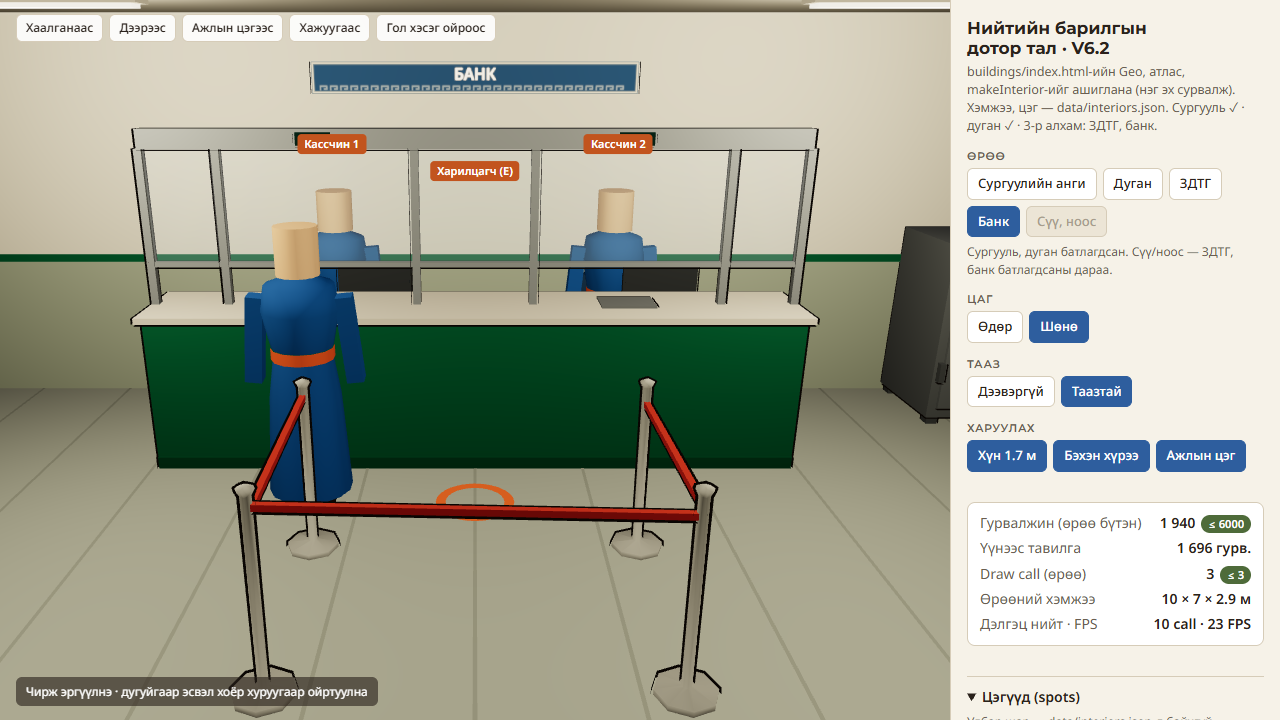 Хаалганаас
Дээрээс
Ажлын цэгээс
Хажуугаас
Гол хэсэг ойроос
БАНК
Кассчин 1
Кассчин 2
Харилцагч (E)
Чирж эргүүлнэ · дугуйгаар эсвэл хоёр хуруугаар ойртуулна
Нийтийн барилгын
дотор тал · V6.2
buildings/index.html-ийн Geo, атлас,
makeInterior-ийг ашиглана (нэг эх сурвалж).
Хэмжээ, цэг — data/interiors.json. Сургууль ✓ ·
дуган ✓ · 3-р алхам: ЗДТГ, банк.
ӨРӨӨ
Сургуулийн анги
Дуган
ЗДТГ
Банк
Сүү, ноос
Сургууль, дуган батлагдсан. Сүү/ноос — ЗДТГ,
банк батлагдсаны дараа.
ЦАГ
Өдөр
Шөнө
ТААЗ
Дээвэргүй
Таазтай
ХАРУУЛАХ
Хүн 1.7 м
Бэхэн хүрээ
Ажлын цэг
Гурвалжин (өрөө бүтэн) 1 940 ≤ 6000
Үүнээс тавилга 1 696 гурв.
Draw call (өрөө) 3 ≤ 3
Өрөөний хэмжээ 10 × 7 × 2.9 м
Дэлгэц нийт · FPS 10 call · 23 FPS
▼ Цэгүүд (spots)